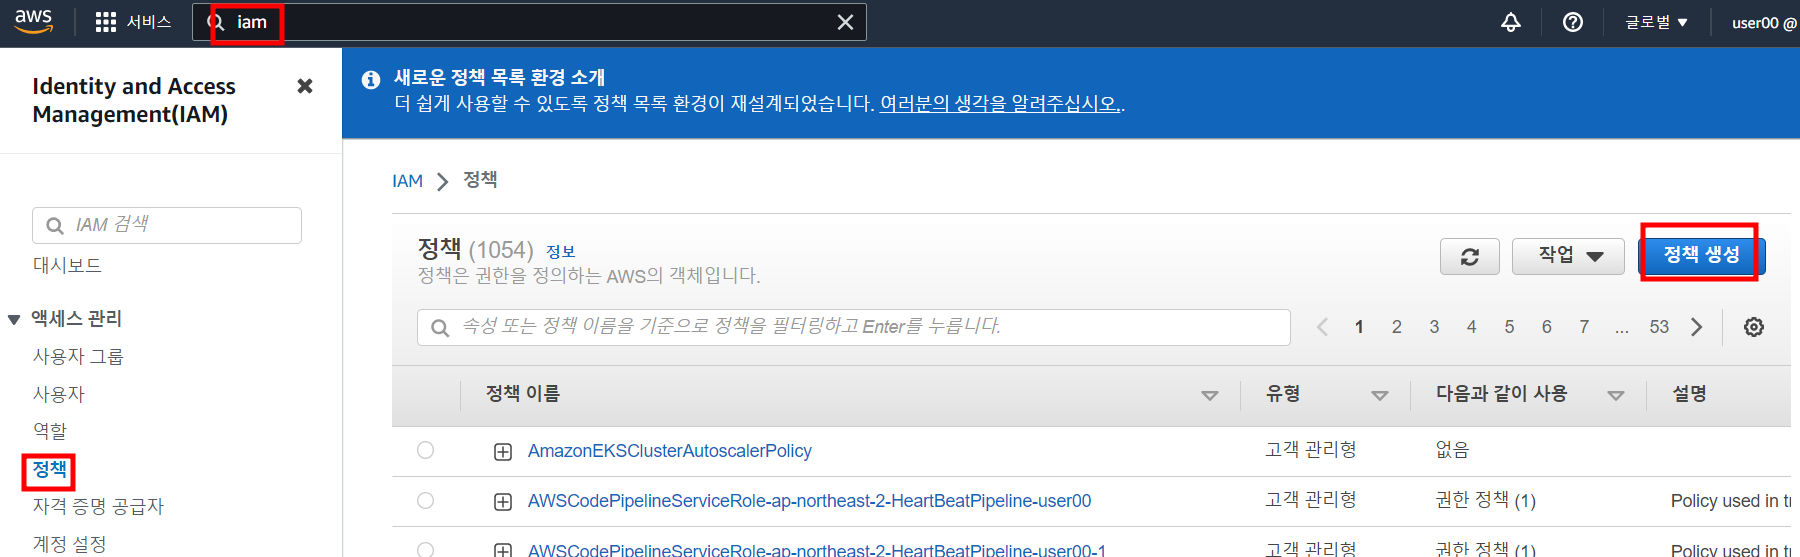 aws
서비스
iam
글로벌
user00 @
Identity and Access
Management(IAM)
새로운 정책 목록 환경 소개
더 쉽게 사용할 수 있도록 정책 목록 환경이 재설계되었습니다. 여러분의 생각을 알려주십시오..
IAM 검색
대시보드
액세스 관리
사용자 그룹
사용자
역할
정책
자격 증명 공급자
계정 설정
IAM > 정책
정책 (1054) 정보
정책은 권한을 정의하는 AWS의 객체입니다.
작업
정책 생성
속성 또는 정책 이름을 기준으로 정책을 필터링하고 Enter를 누릅니다.
< 1 2 3 4 5 6 7 ... 53 >
정책 이름 유형 다음과 같이 사용 설명
AmazonEKSClusterAutoscalerPolicy 고객 관리형 없음
AWSCodePipelineServiceRole-ap-northeast-2-HeartBeatPipeline-user00 고객 관리형 권한 정책 (1) Policy used in tr
AWSCodePipelineServiceRole-ap-northeast-2-HeartBeatPipeline-user00-1 고객 관리형 권한 정책 (1) Policy used in tr